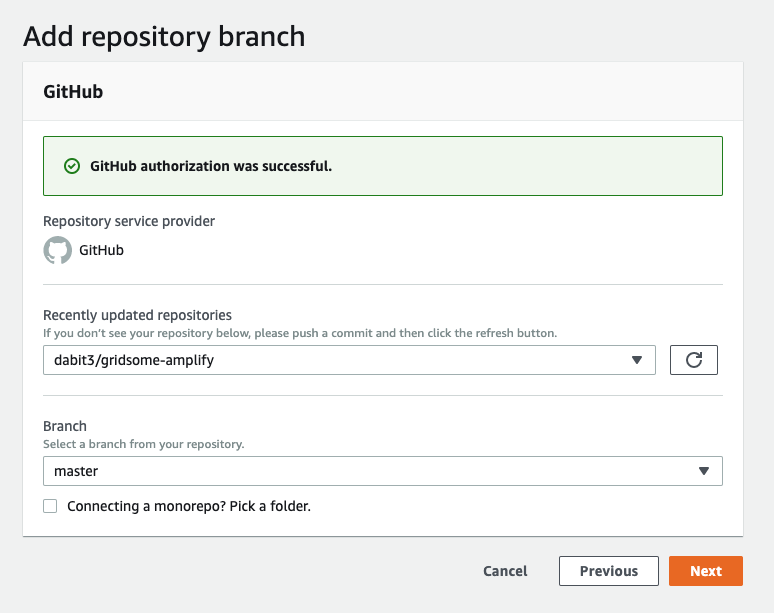 Add repository branch
GitHub
GitHub authorization was successful.
Repository service provider
GitHub
Recently updated repositories
If you don't see your repository below, please push a commit and then click the refresh button.
dabit3/gridsome-amplify
Branch
Select a branch from your repository.
master
Connecting a monorepo? Pick a folder.
Cancel Previous Next